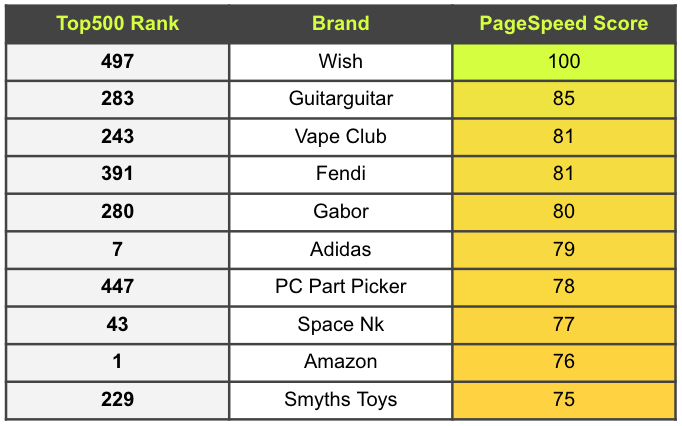 Top500 Rank Brand PageSpeed Score
497 Wish 100
283 Guitarguitar 85
243 Vape Club 81
391 Fendi 81
280 Gabor 80
7 Adidas 79
447 PC Part Picker 78
43 Space Nk 77
1 Amazon 76
229 Smyths Toys 75